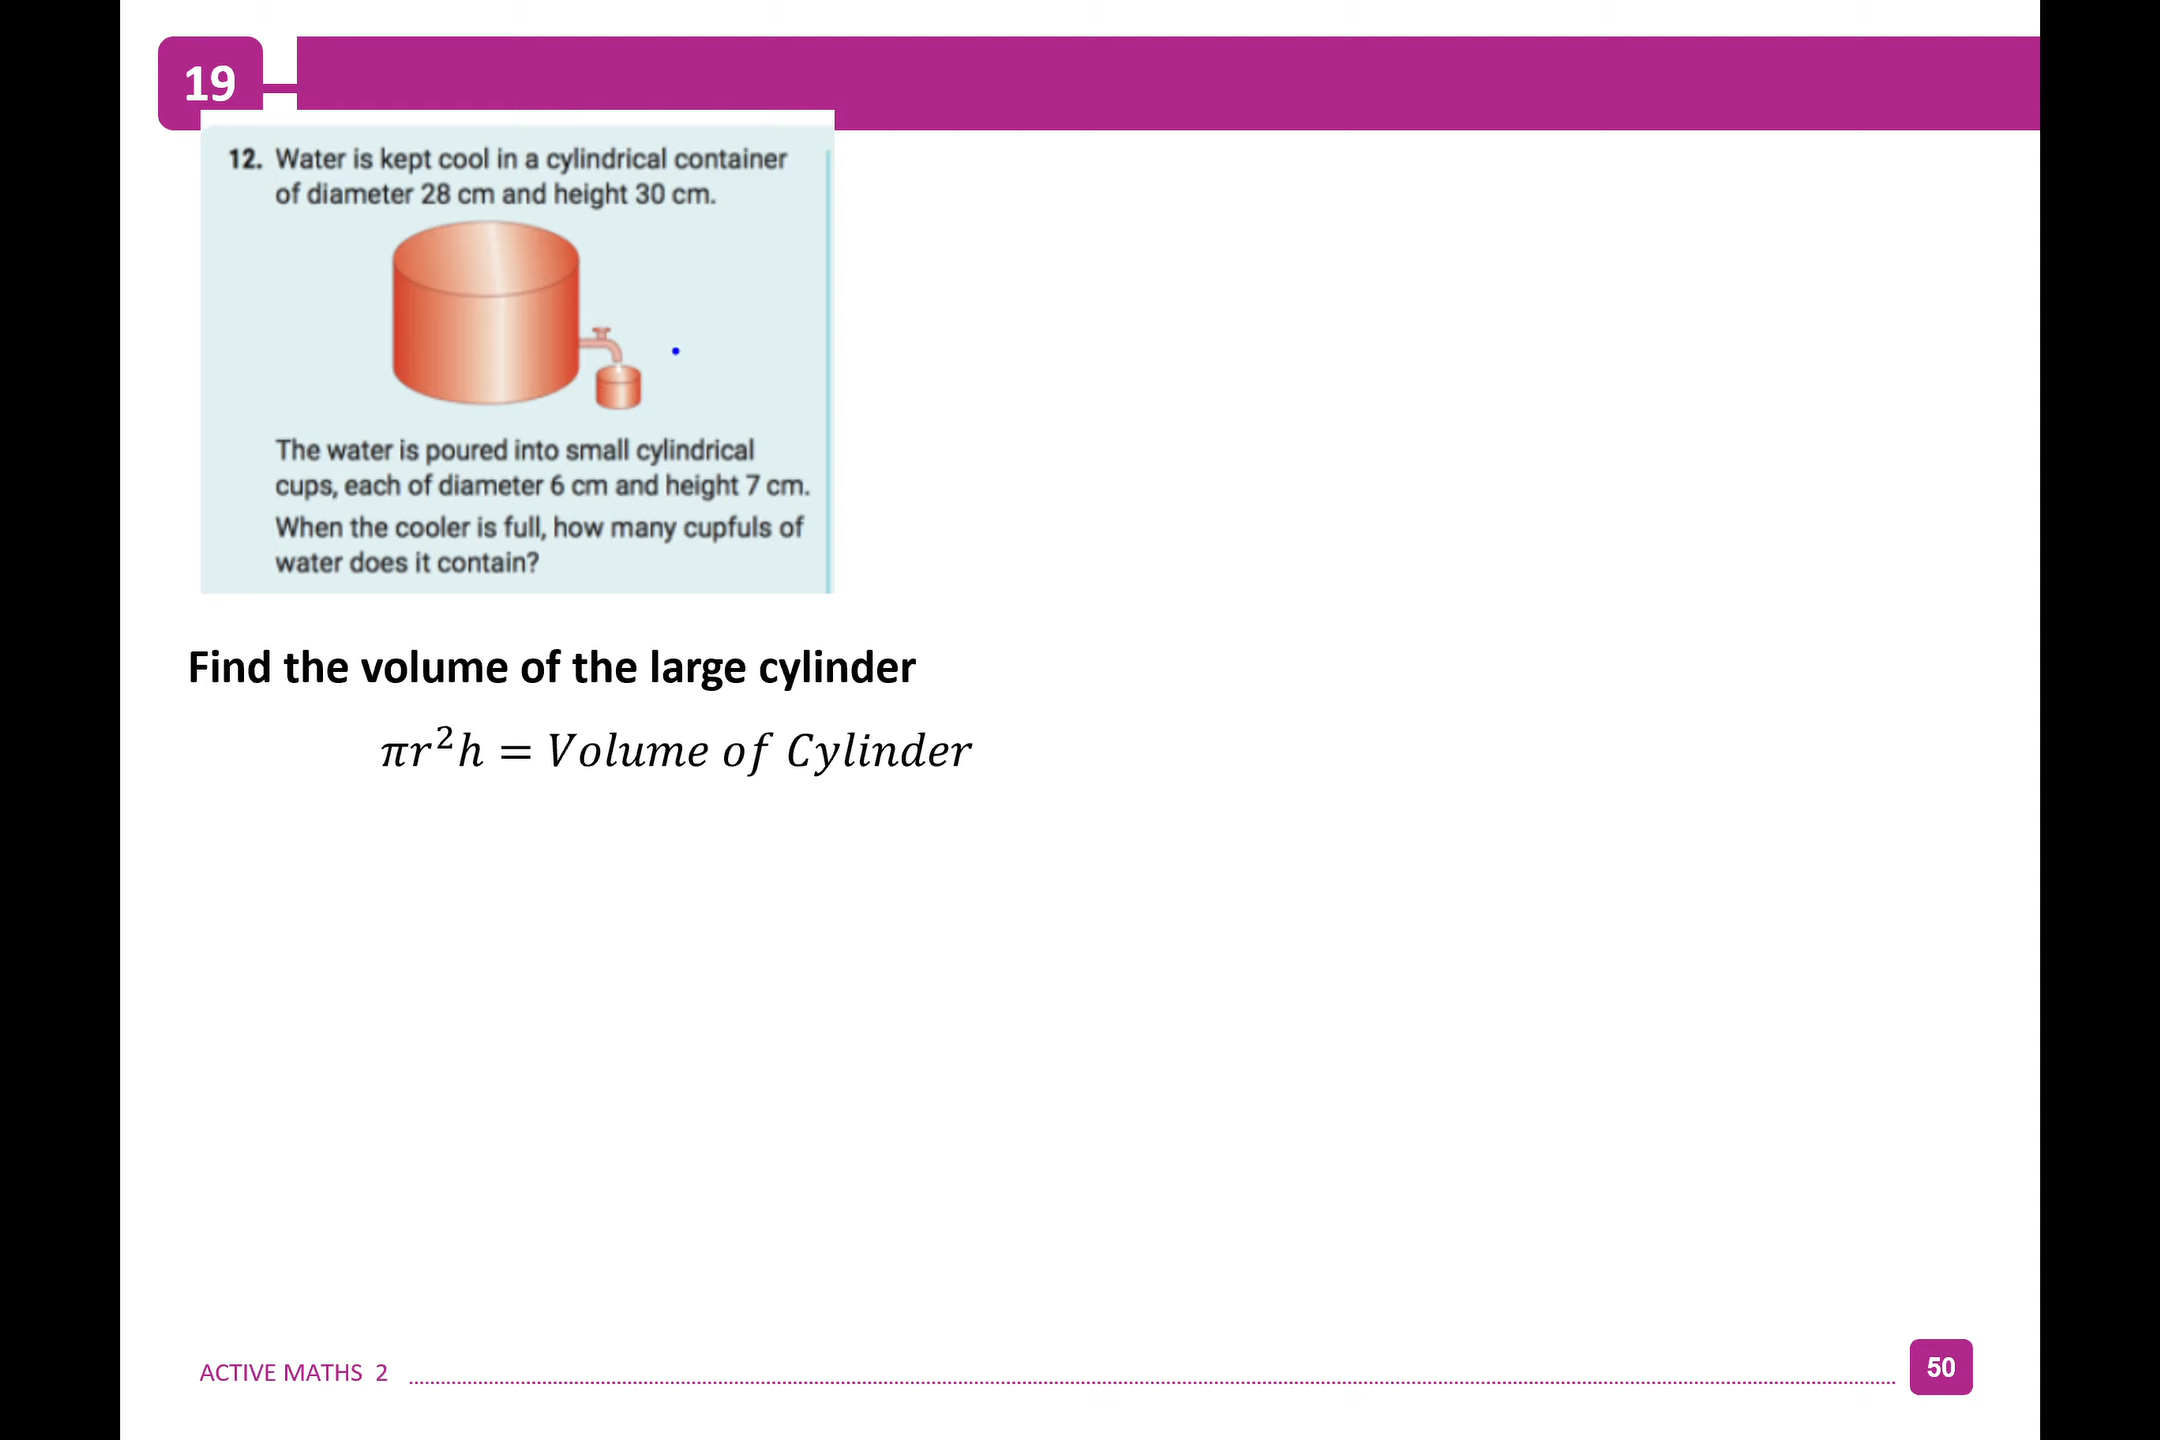 19
12. Water is kept cool in a cylindrical container
of diameter 28 cm and height 30 cm.
The water is poured into small cylindrical
cups, each of diameter 6 cm and height 7 cm.
When the cooler is full, how many cupfuls of
water does it contain?
Find the volume of the large cylinder
πr²h = Volume of Cylinder
ACTIVE MATHS 2
50